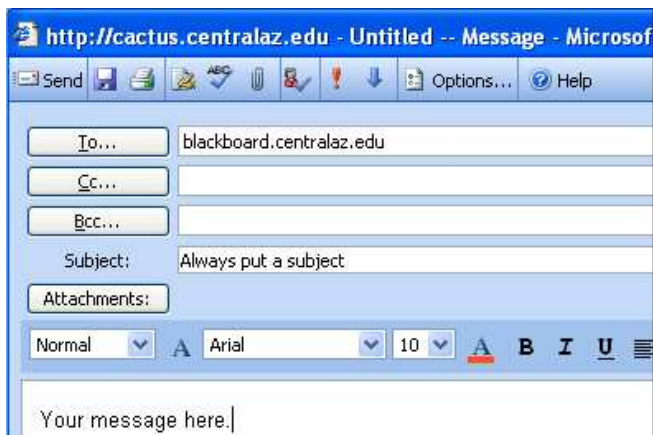 http://cactus.centralaz.edu - Untitled -- Message - Microsof
Send ABC Options... Help
To... blackboard.centralaz.edu
Cc...
Bcc...
Subject: Always put a subject
Attachments:
Normal A Arial 10 A B I U
Your message here.